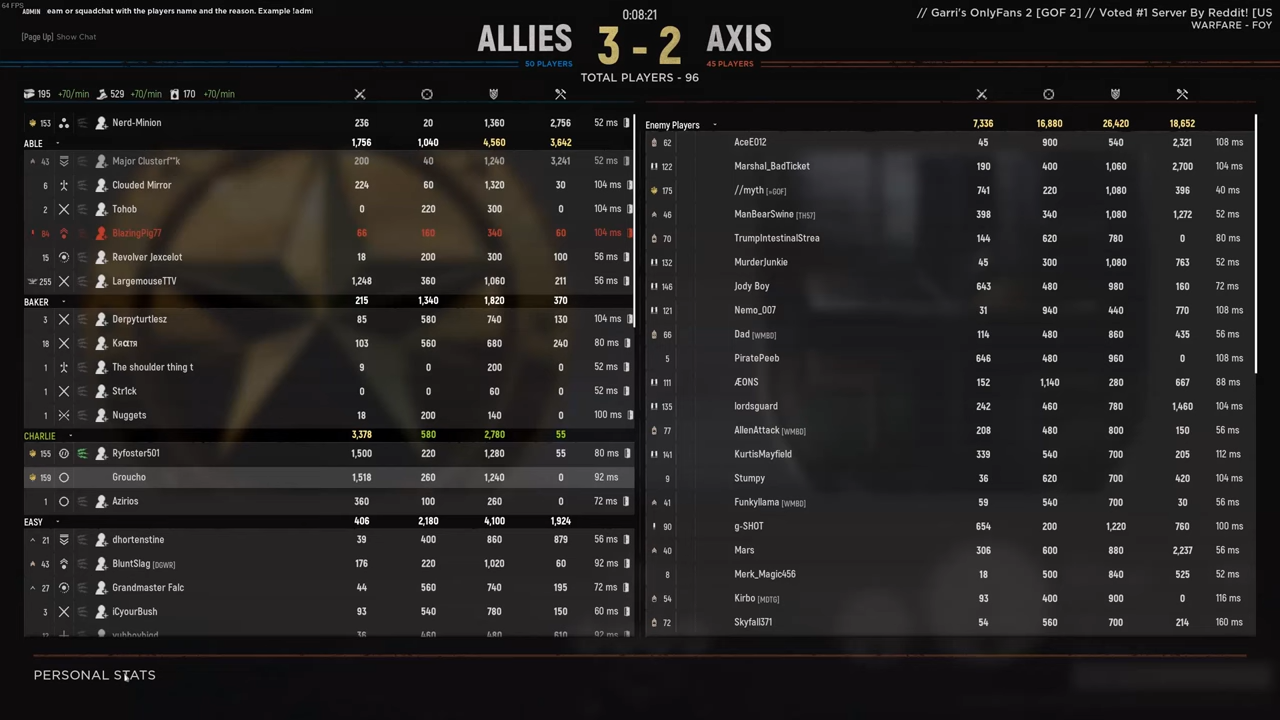 64 FPS
ADMIN eam or squadchat with the players name and the reason. Example !admi
[Page Up] Show Chat
0:08:21
ALLIES 3 - 2 AXIS
50 PLAYERS 45 PLAYERS
TOTAL PLAYERS - 96
// Garri's OnlyFans 2 [GOF 2] // Voted #1 Server By Reddit! [US
WARFARE - FOY
195 +70/min 529 +70/min 170 +70/min
153 Nerd-Minion 236 20 1,360 2,756 52 ms
ABLE - 1,756 1,040 4,560 3,642
43 Major Clusterf**k 200 40 1,240 3,241 52 ms
6 Clouded Mirror 224 60 1,320 30 104 ms
2 Tohob 0 220 300 0 104 ms
84 BlazingPig77 66 160 340 60 104 ms
15 Revolver Jexcelot 18 200 300 100 56 ms
255 LargemouseTTV 1,248 360 1,060 211 56 ms
BAKER - 215 1,340 1,820 370
3 Derpyturtlesz 85 580 740 130 104 ms
18 Kяαтя 103 560 680 240 80 ms
1 The shoulder thing t 9 0 200 0 52 ms
1 Str1ck 0 0 60 0 52 ms
1 Nuggets 18 200 140 0 100 ms
CHARLIE - 3,378 580 2,780 55
155 Ryfoster501 1,500 220 1,280 55 80 ms
159 Groucho 1,518 260 1,240 0 92 ms
1 Azirios 360 100 260 0 72 ms
EASY - 406 2,180 4,100 1,924
21 dhortenstine 39 400 860 879 56 ms
43 BluntSlag [DGWR] 176 220 1,020 60 92 ms
27 Grandmaster Falc 44 560 740 195 72 ms
3 iCyourBush 93 540 780 150 60 ms
36 460 480 610 92 ms
Enemy Players - 7,336 16,880 26,420 18,652
62 AceE012 45 900 540 2,321 108 ms
122 Marshal_BadTicket 190 400 1,060 2,700 104 ms
175 //myth [=GOF] 741 220 1,080 396 40 ms
46 ManBearSwine [TH57] 398 340 1,080 1,272 52 ms
70 TrumpIntestinalStrea 144 620 780 0 80 ms
132 MurderJunkie 45 300 1,080 763 52 ms
146 Jody Boy 643 480 980 160 72 ms
121 Nemo_007 31 940 440 770 108 ms
66 Dad [WMBD] 114 480 860 435 56 ms
5 PiratePeeb 646 480 960 0 108 ms
111 ÆONS 152 1,140 280 667 88 ms
135 lordsguard 242 460 780 1,460 104 ms
77 AllenAttack [WMBD] 208 480 800 150 56 ms
141 KurtisMayfield 339 540 700 205 112 ms
9 Stumpy 36 620 700 420 104 ms
41 Funkyllama [WMBD] 59 540 700 30 56 ms
90 g-SHOT 654 200 1,220 760 100 ms
40 Mars 306 600 880 2,237 56 ms
8 Merk_Magic456 18 500 840 525 52 ms
54 Kirbo [MDTG] 93 400 900 0 116 ms
72 Skyfall371 54 560 700 214 160 ms
PERSONAL STATS